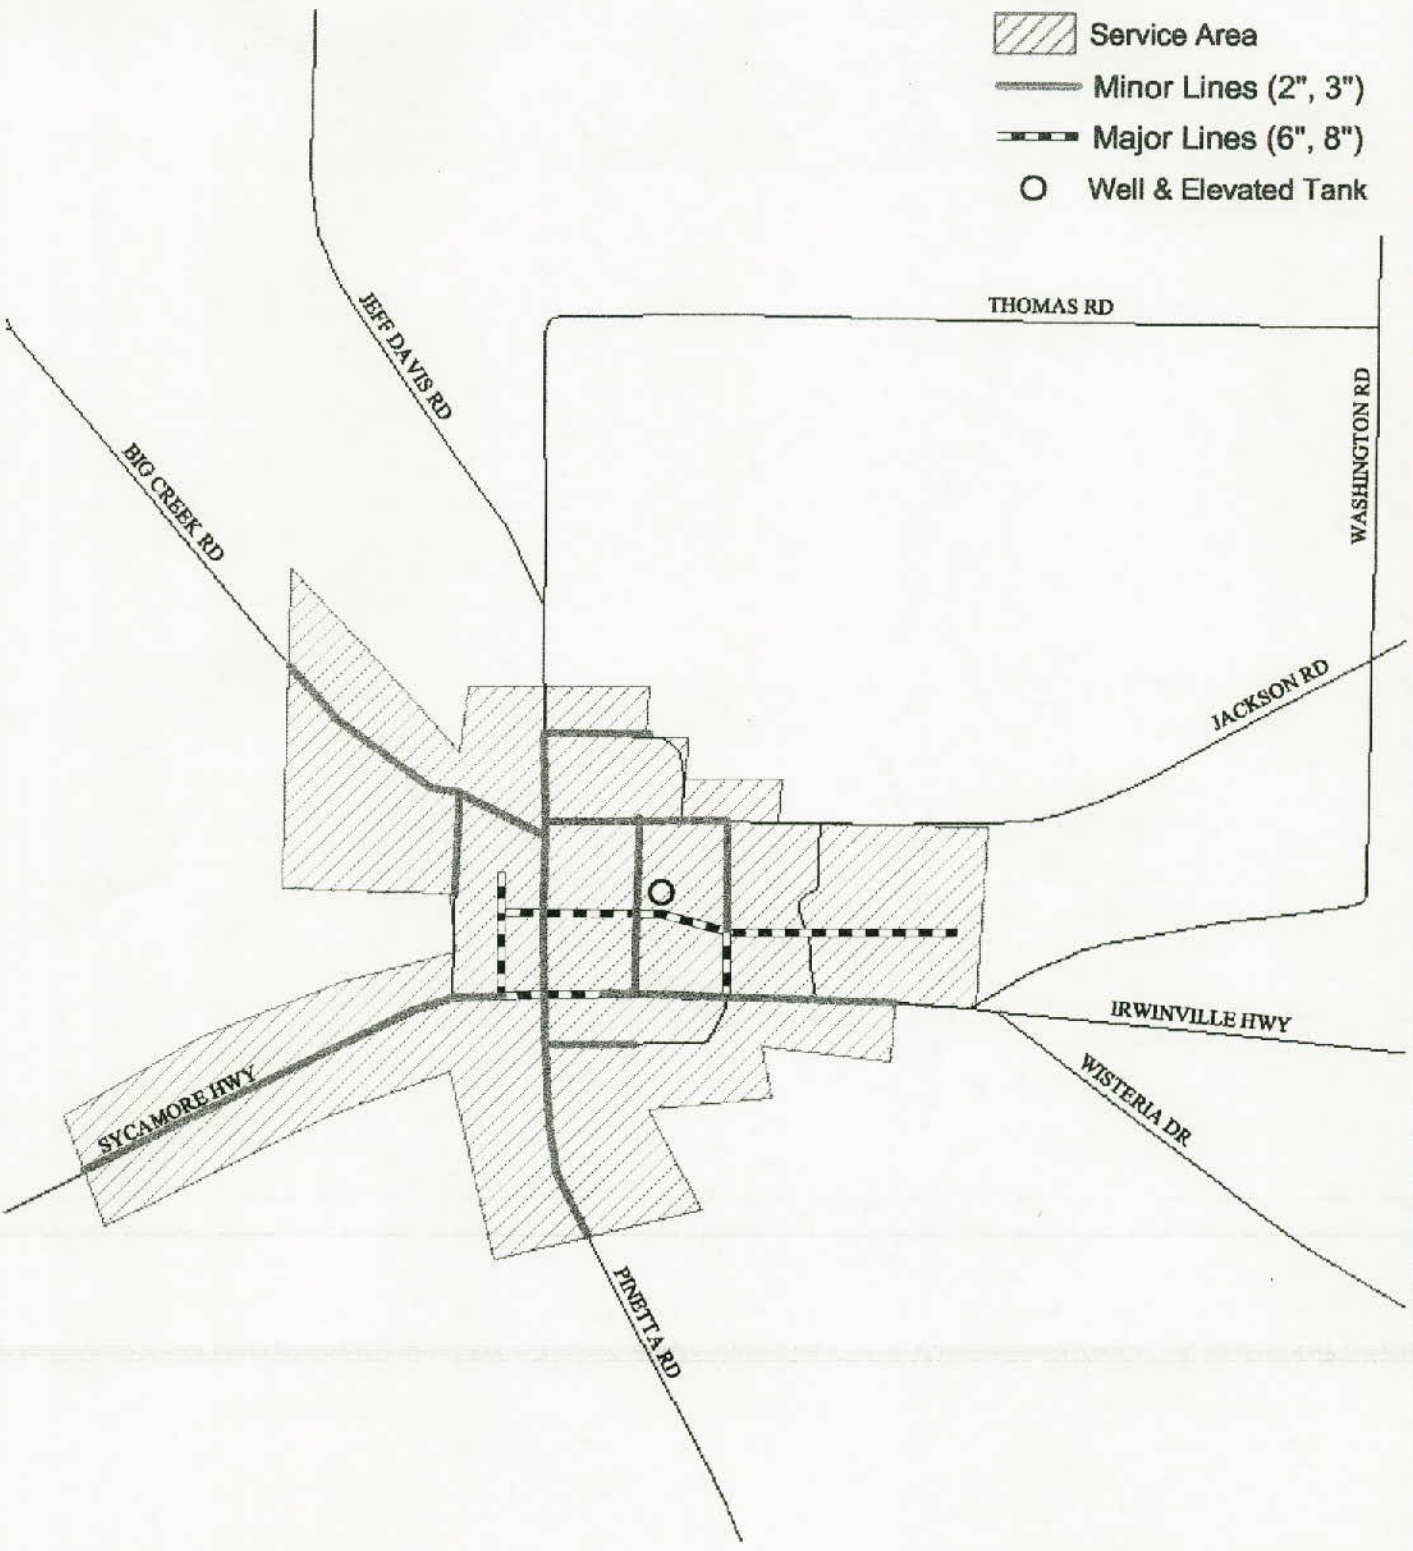 Service Area
Minor Lines (2", 3")
Major Lines (6", 8")
Well & Elevated Tank
THOMAS RD
JEFF DAVIS RD
WASHINGTON RD
BIG CREEK RD
JACKSON RD
IRWINVILLE HWY
WISTERIA DR
SYCAMORE HWY
PINETTA RD